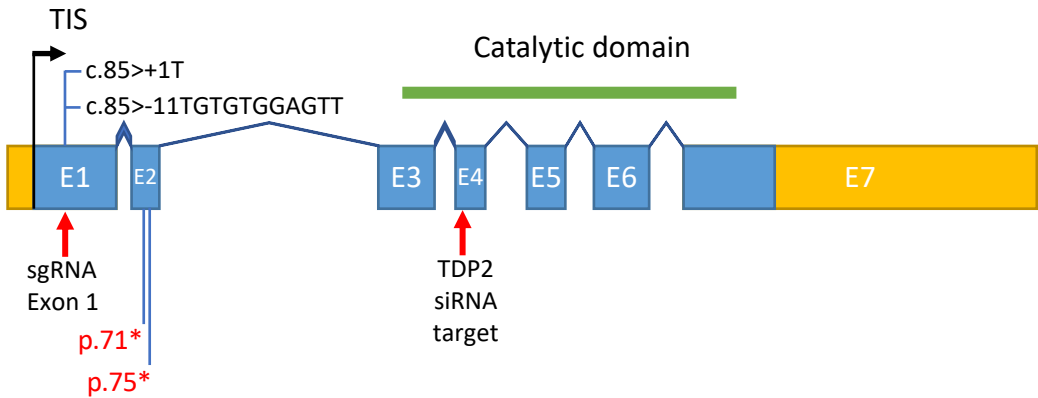 TIS
c.85>+1T
c.85>-11TGTGTGGAGTT
Catalytic domain
E1
E2
E3
E4
E5
E6
E7
sgRNA
Exon 1
TDP2
siRNA
target
p.71*
p.75*